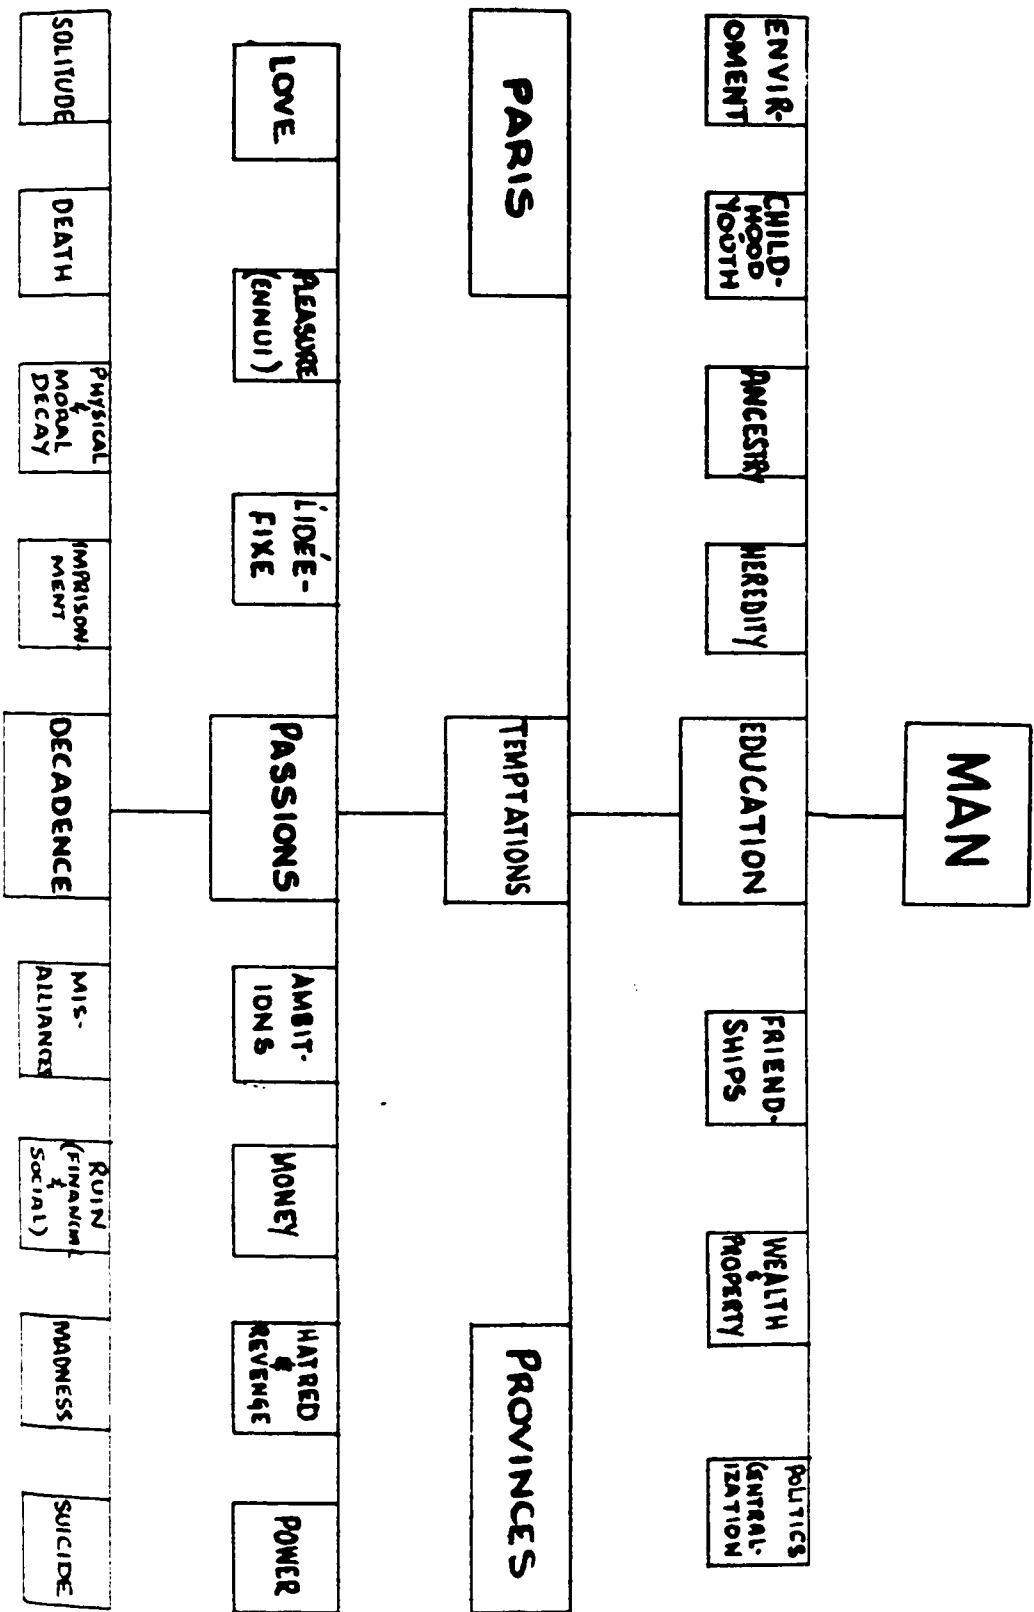 MAN
ENVIR-
OMENT
CHILD-
HOOD
YOUTH
ANCESTRY
HEREDITY
EDUCATION
FRIEND-
SHIPS
WEALTH
&
PROPERTY
POLITICS
CENTRAL-
IZATION
PARIS
TEMPTATIONS
PROVINCES
LOVE
PLEASURE
(ENNUI)
L'IDÉE-
FIXE
PASSIONS
AMBIT-
IONS
MONEY
HATRED
&
REVENGE
POWER
SOLITUDE
DEATH
PHYSICAL
&
MORAL
DECAY
IMPRISON-
MENT
DECADENCE
MIS-
ALLIANCES
RUIN
(FINANCIAL
&
SOCIAL)
MADNESS
SUICIDE